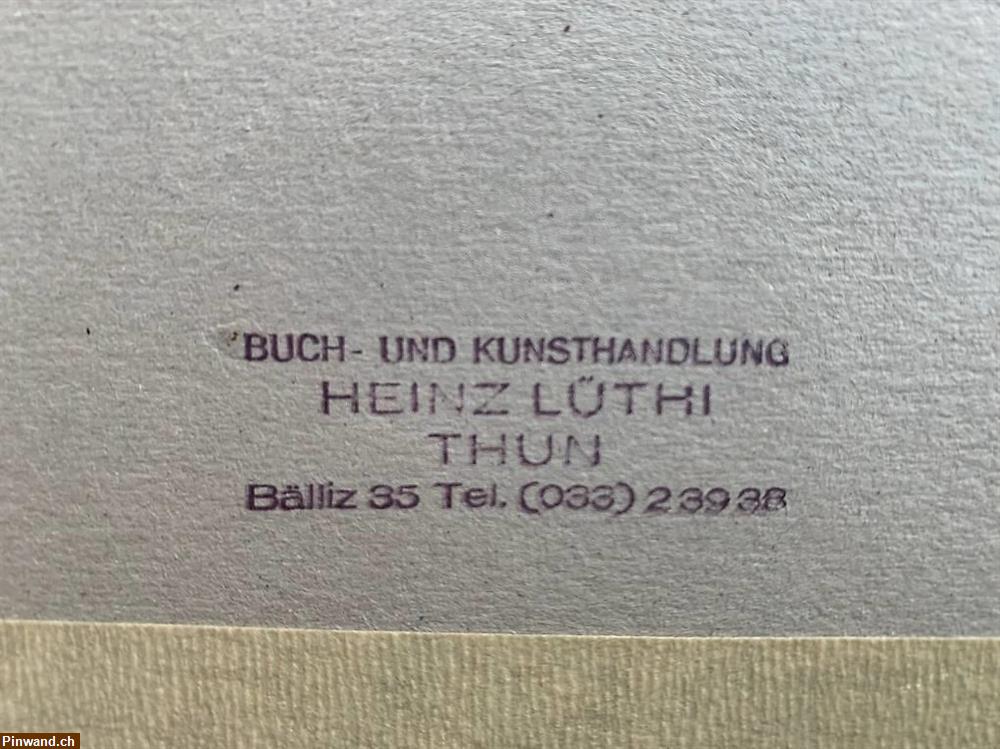 BUCH- UND KUNSTHANDLUNG
HEINZ LÜTHI
THUN
Bälliz 35 Tel. (033) 2 39 38
Pinwand.ch